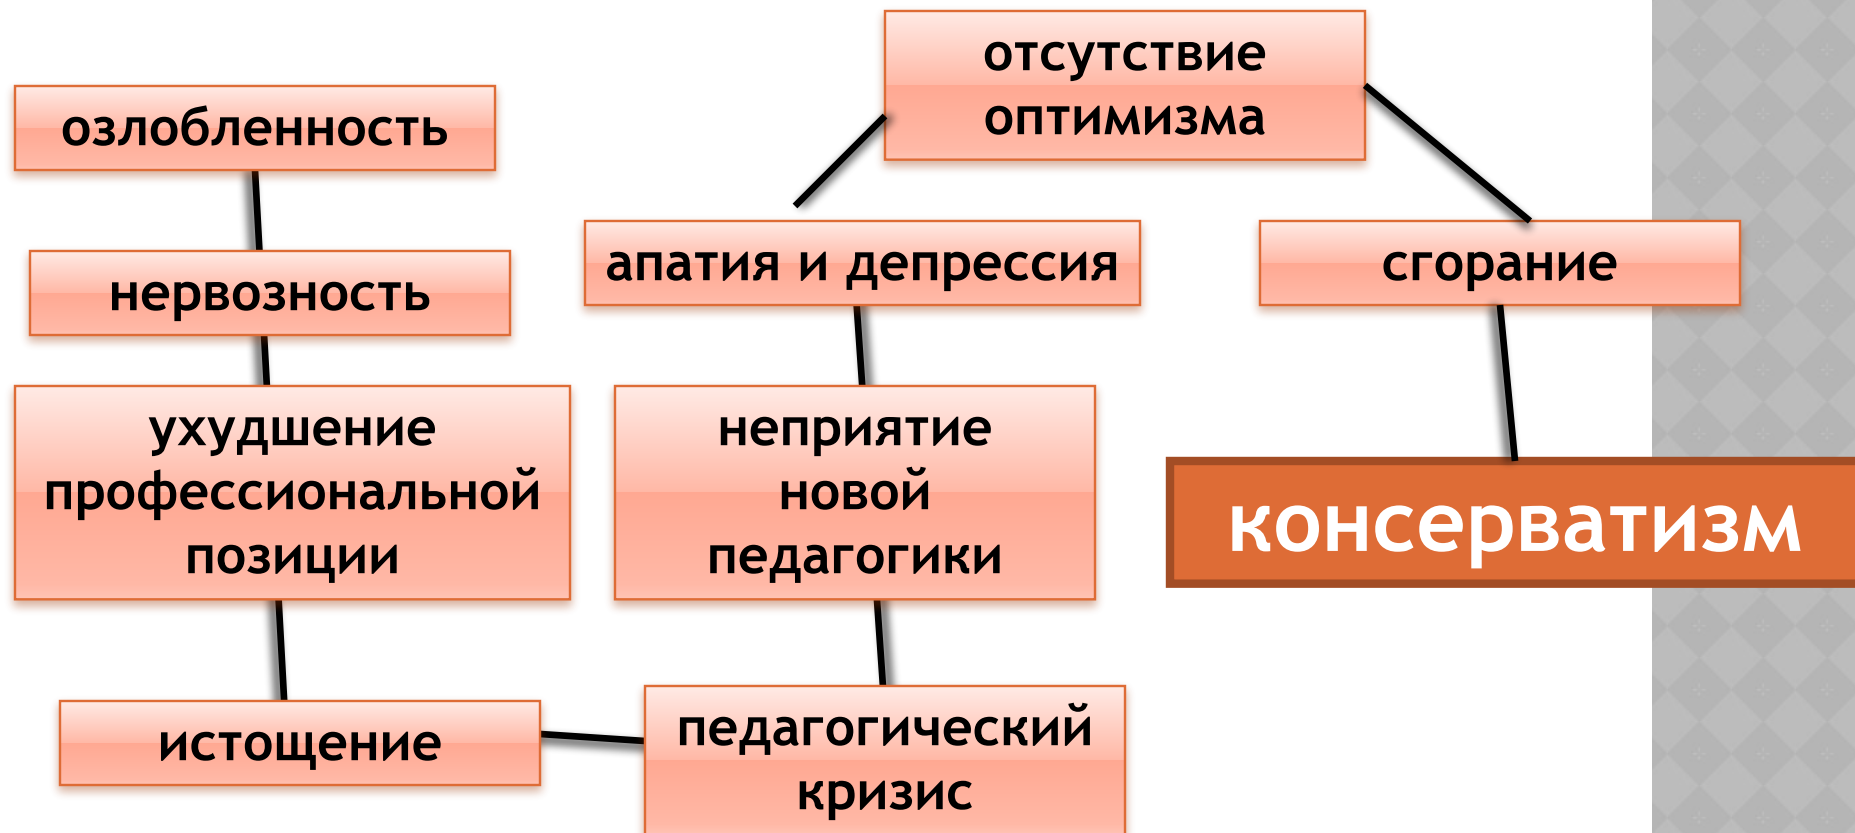 отсутствие
оптимизма
озлобленность
апатия и депрессия
сгорание
нервозность
ухудшение
профессиональной
позиции
неприятие
новой
педагогики
консерватизм
истощение
педагогический
кризис